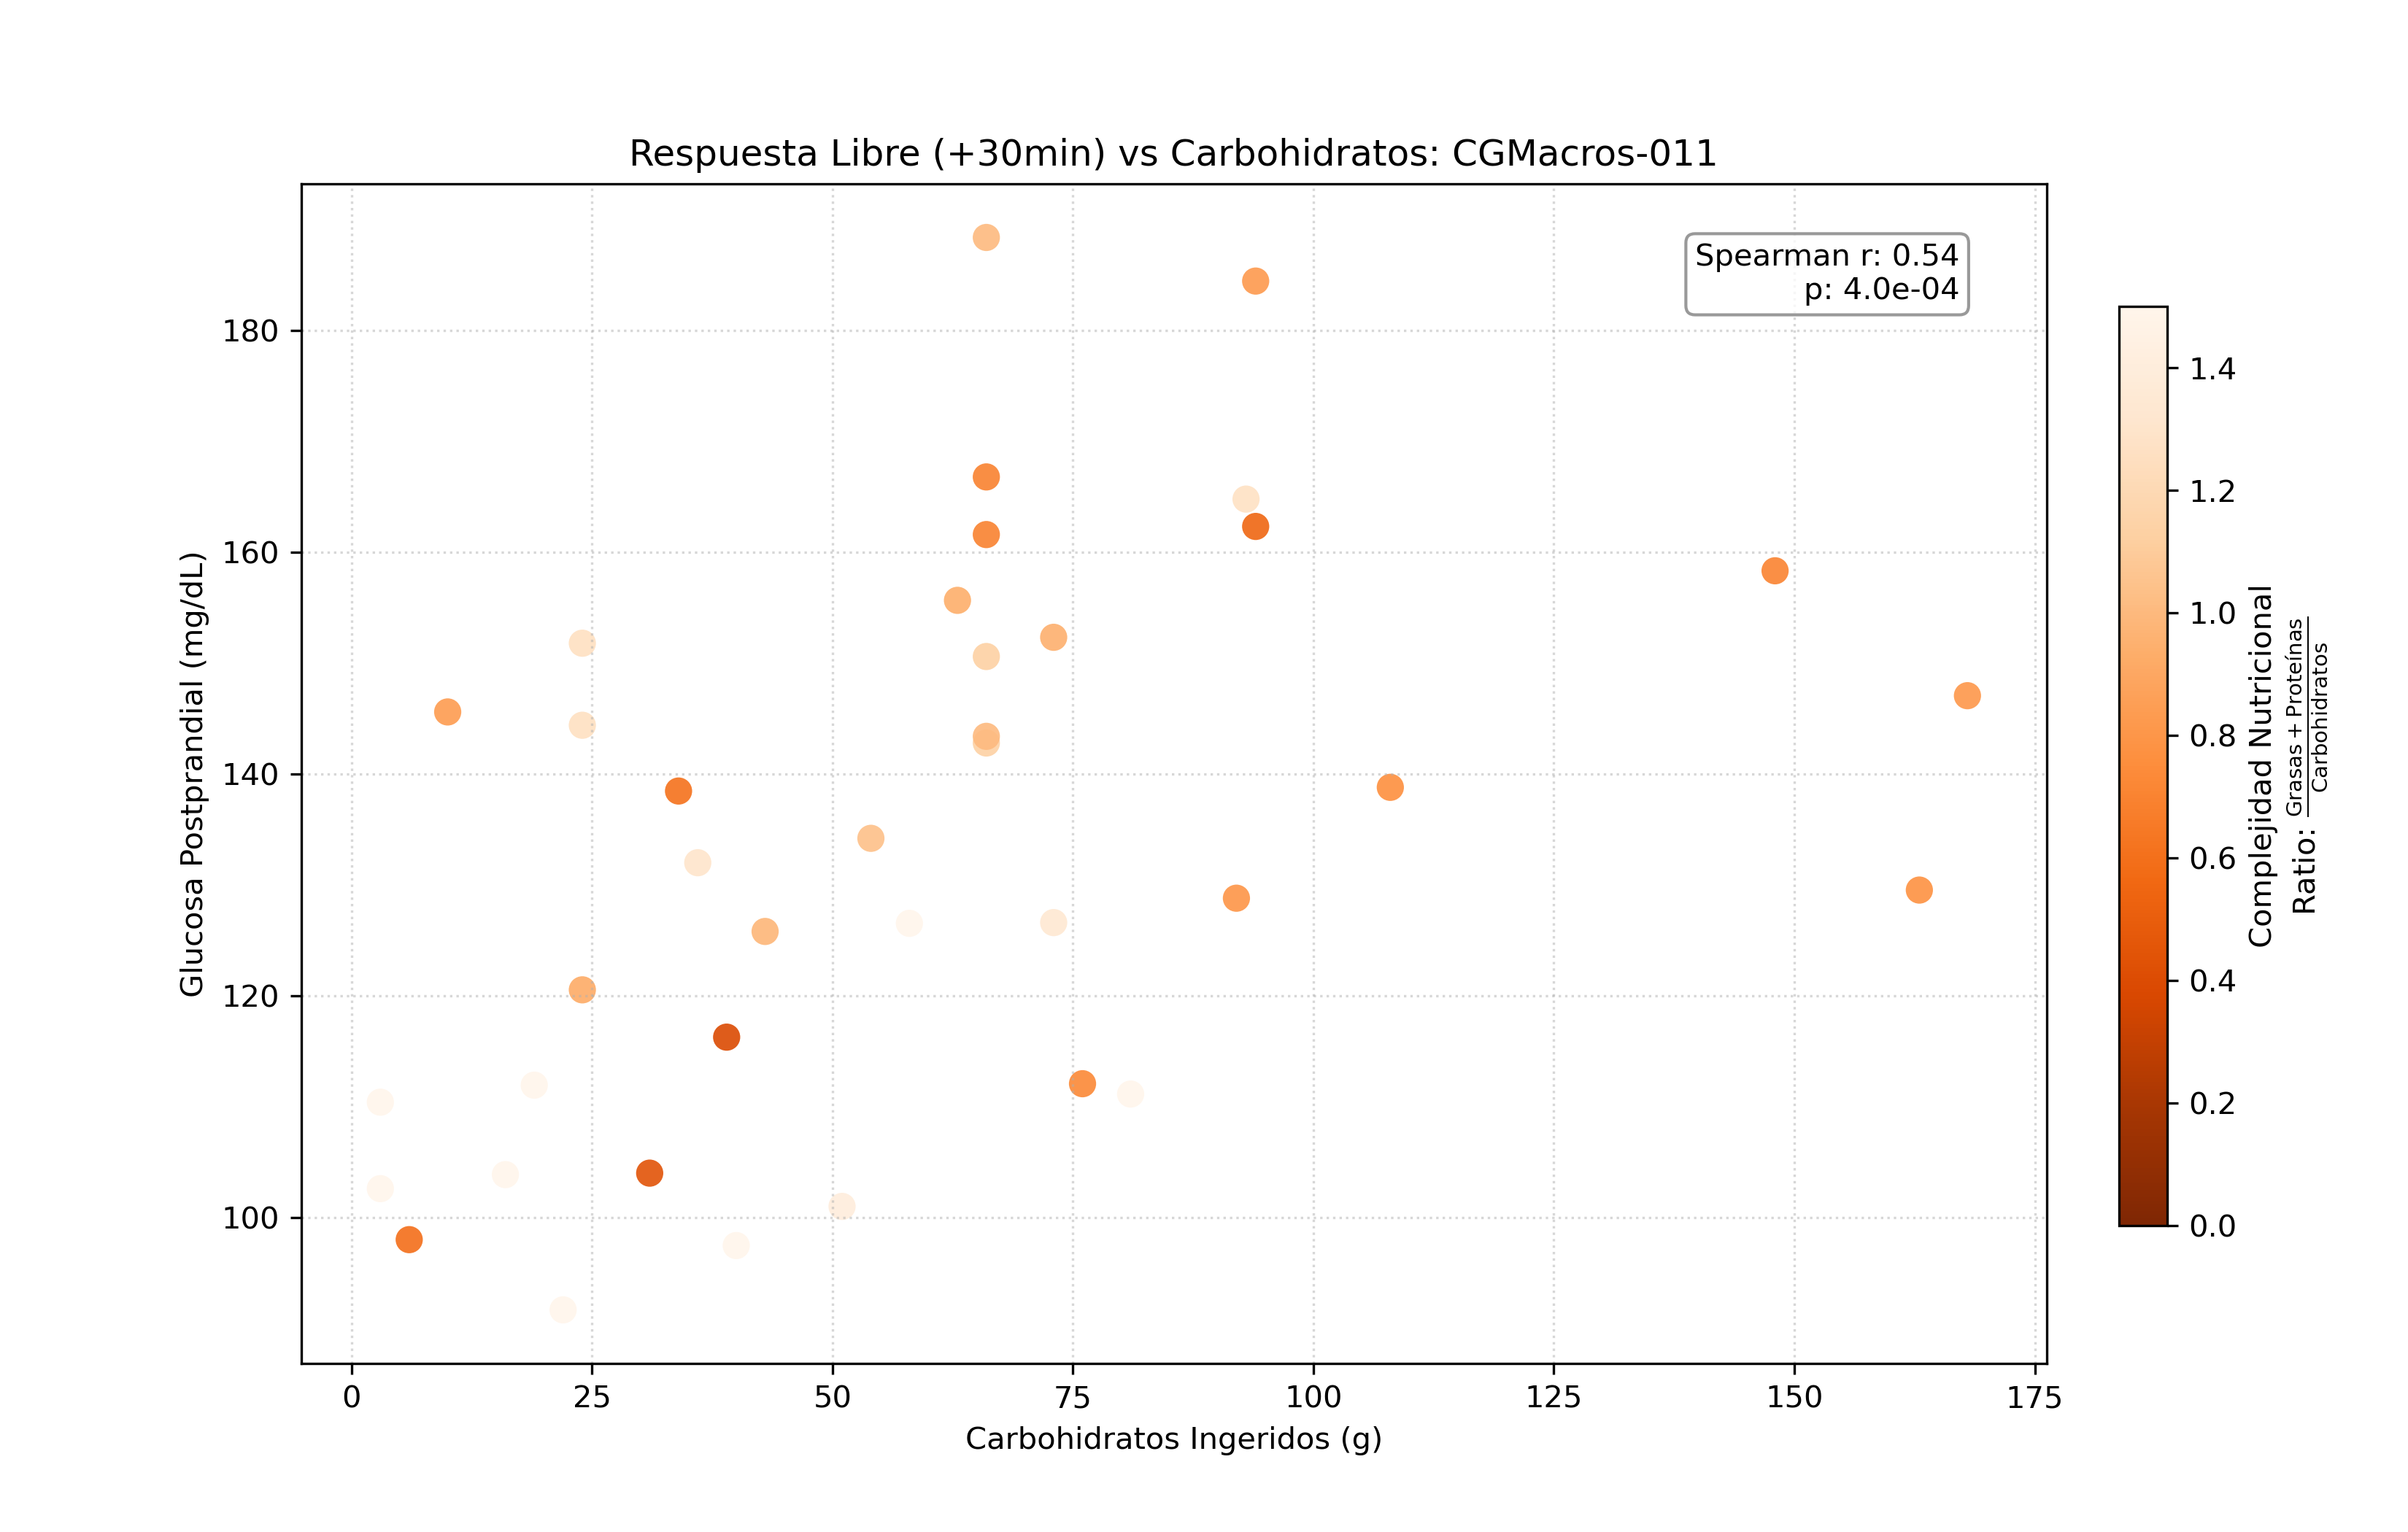 Respuesta Libre (+30min) vs Carbohidratos: CGMacros-011
Spearman r: 0.54
p: 4.0e-04
Glucosa Postprandial (mg/dL)
180
160
140
120
100
0
25
50
75
100
125
150
175
Carbohidratos Ingeridos (g)
1.4
1.2
1.0
0.8
0.6
0.4
0.2
0.0
Complejidad Nutricional
Ratio: Grasas + Proteínas
Carbohidratos